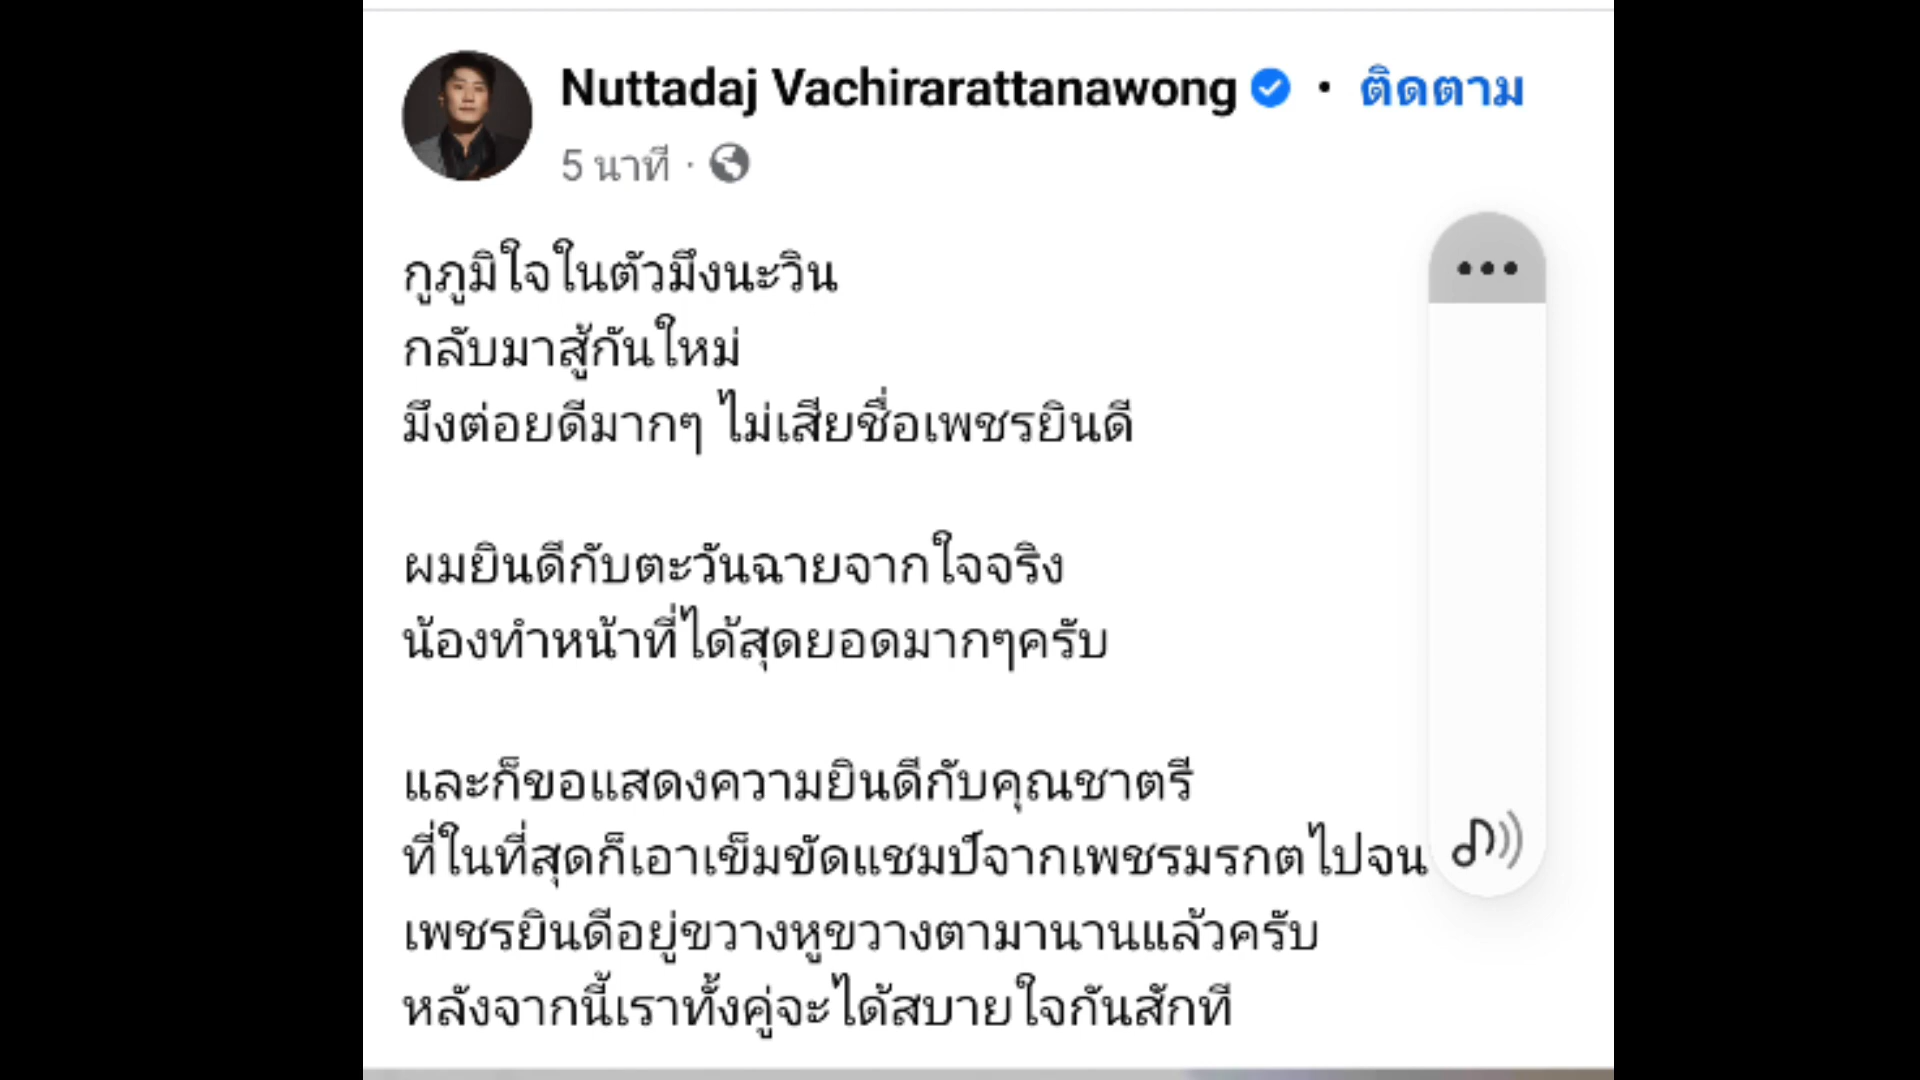 Nuttadaj Vachirarattanawong · ติดตาม
5 นาที ·
กูภูมิใจในตัวมึงนะวิน
กลับมาสู้กันใหม่
มึงต่อยดีมากๆ ไม่เสียชื่อเพชรยินดี
ผมยินดีกับตะวันฉายจากใจจริง
น้องทำหน้าที่ได้สุดยอดมากๆครับ
และก็ขอแสดงความยินดีกับคุณชาตรี
ที่ในที่สุดก็เอาเข็มขัดแชมป์จากเพชรมรกตไปจน
เพชรยินดีอยู่ขวางหูขวางตามานานแล้วครับ
หลังจากนี้เราทั้งคู่จะได้สบายใจกันสักที